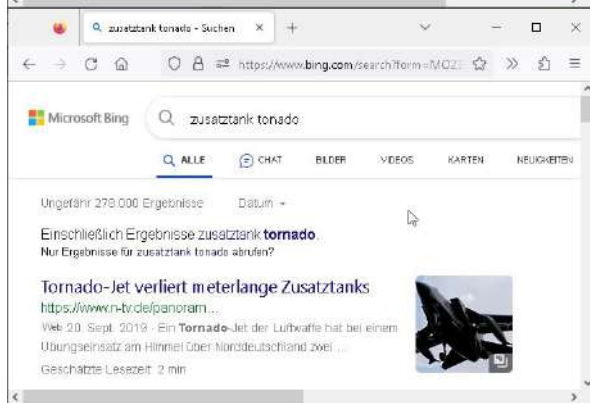 zusatztank tonado - Suchen
https://www.bing.com/search?form=MOZ
Microsoft Bing
zusatztank tonado
ALLE CHAT BILDER VIDEOS KARTEN NEUIGKEITEN
Ungefähr 278.000 Ergebnisse Datum
Einschließlich Ergebnisse zusatztank tornado.
Nur Ergebnisse für zusatztank tonado abrufen?
Tornado-Jet verliert meterlange Zusatztanks
https://www.n-tv.de/panoram...
Web 20. Sept. 2019 · Ein Tornado-Jet der Luftwaffe hat bei einem
Übungseinsatz am Himmel über Norddeutschland zwei ...
Geschätzte Lesezeit: 2 min